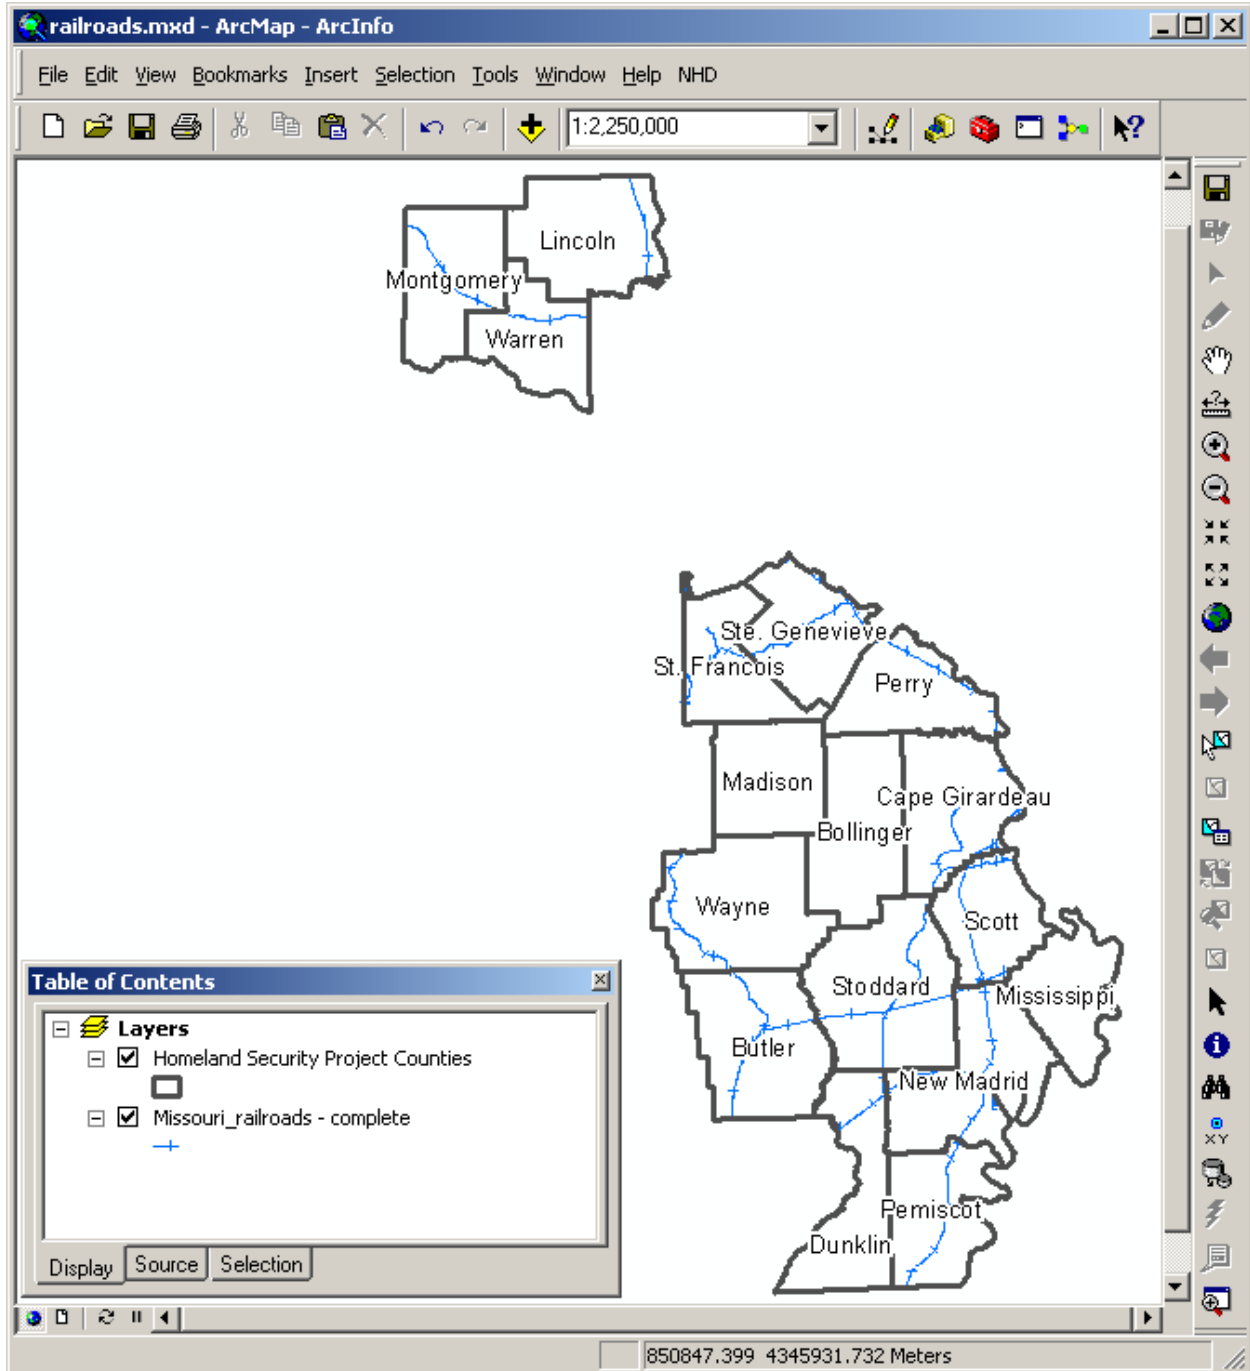 railroads.mxd - ArcMap - ArcInfo
File Edit View Bookmarks Insert Selection Tools Window Help NHD
1:2,250,000
Lincoln
Montgomery
Warren
Ste. Genevieve
St. Francois
Perry
Madison
Cape Girardeau
Bollinger
Wayne
Scott
Stoddard
Mississippi
Butler
New Madrid
Pemiscot
Dunklin
Table of Contents
Layers
Homeland Security Project Counties
Missouri_railroads - complete
Display Source Selection
XY
850847.399 4345931.732 Meters